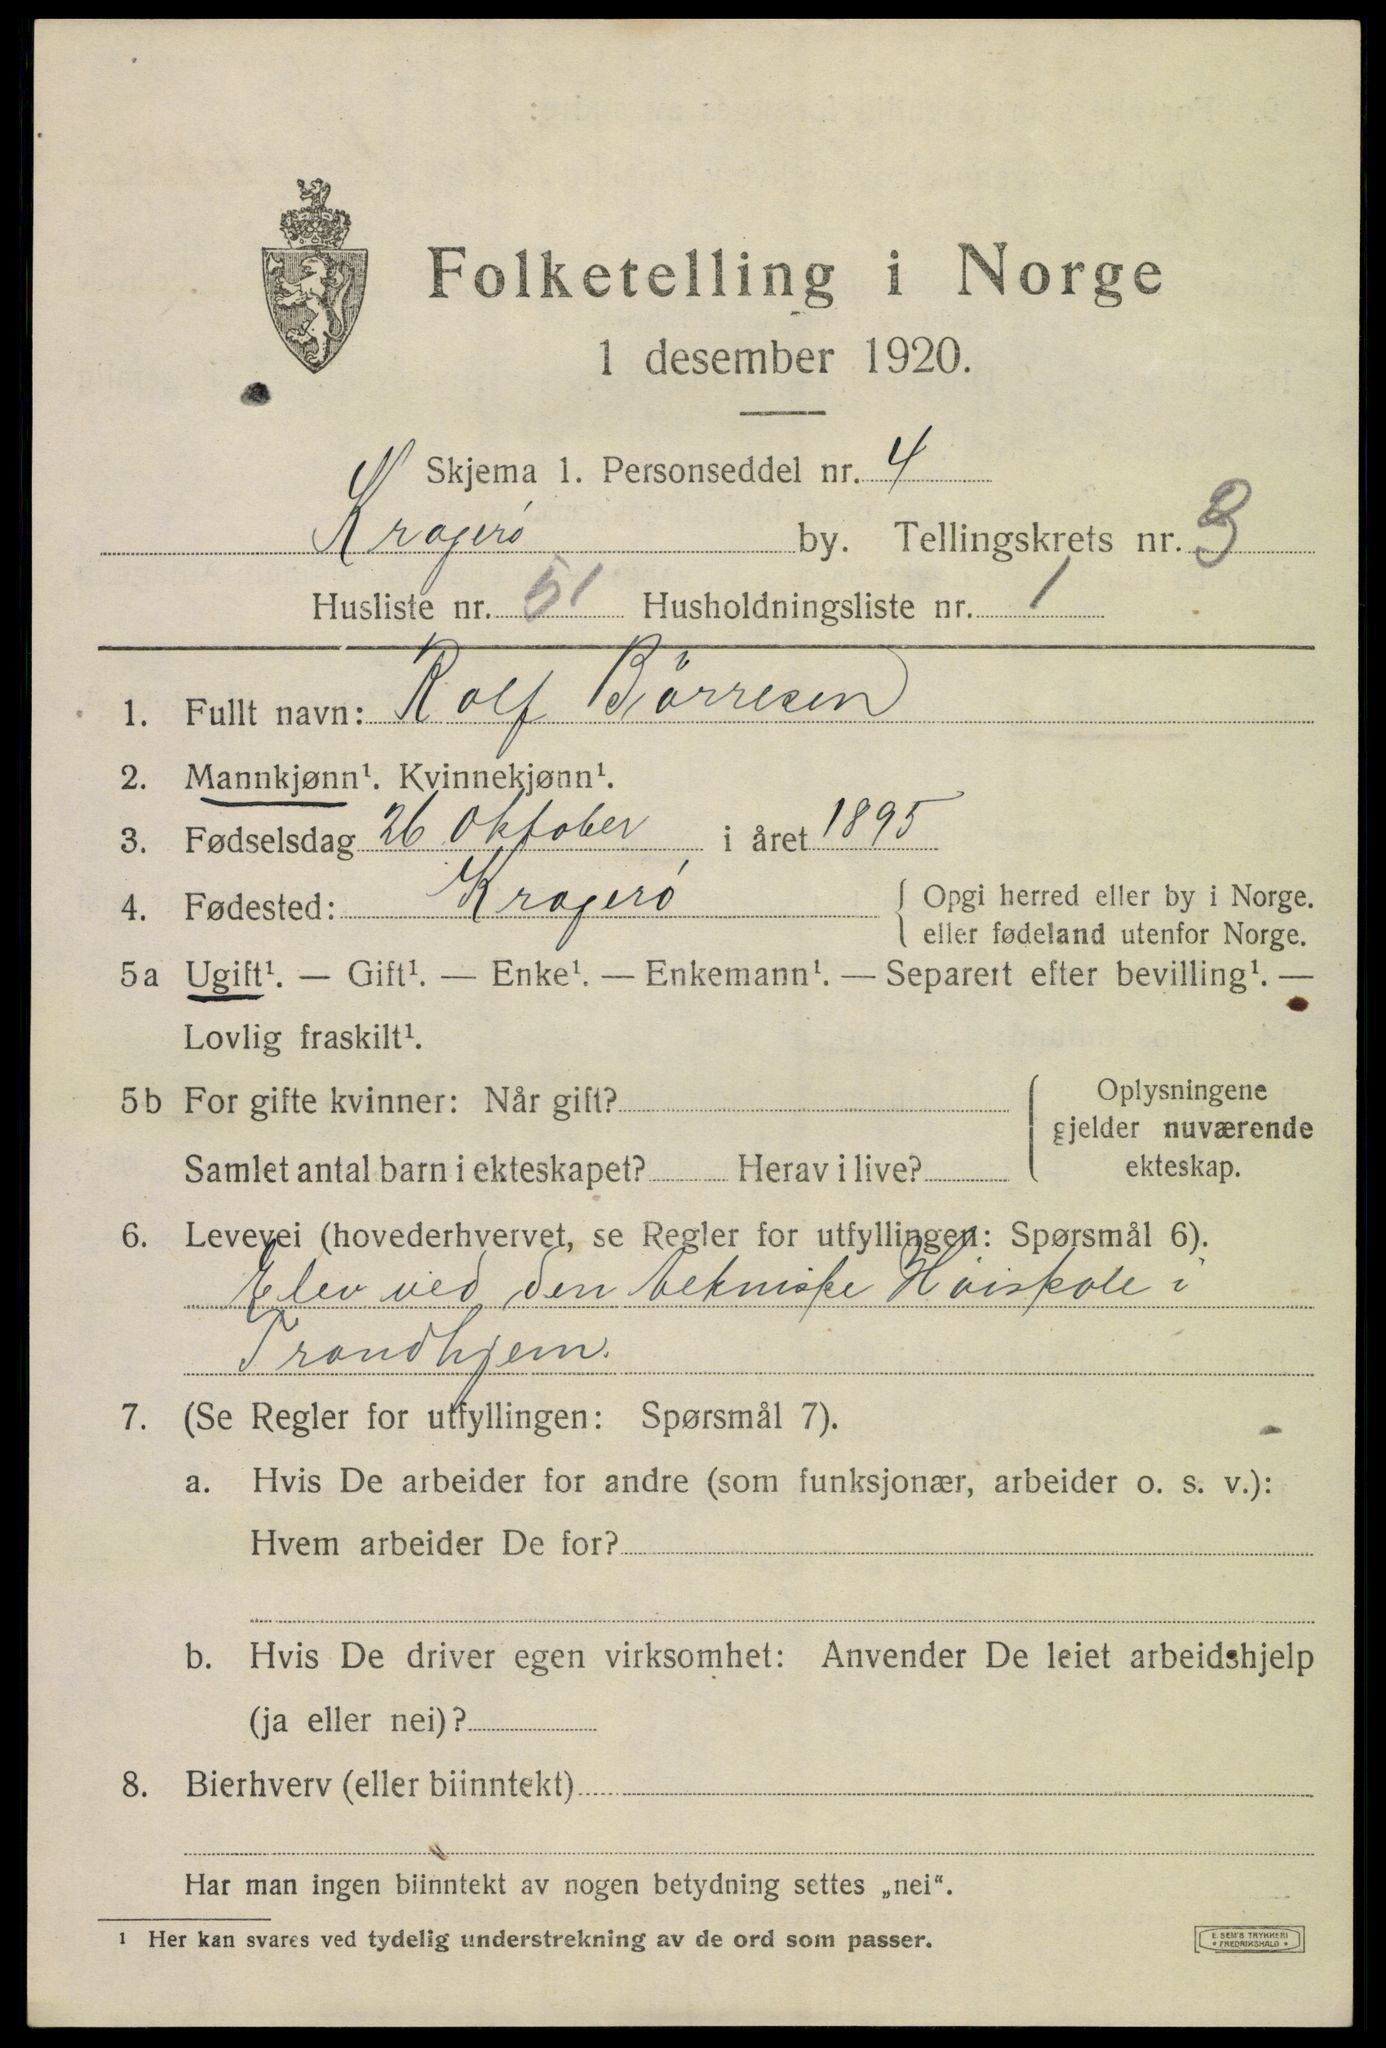 Folketelling i Norge
1 desember 1920.
Skjema 1. Personseddel nr. 4
Kragerø by. Tellingskrets nr. 3
Husliste nr. 51 Husholdningsliste nr. 1
1. Fullt navn: Rolf Börresen
2. Mannkjønn¹. Kvinnekjønn¹.
3. Fødselsdag 26 Oktober i året 1895
4. Fødested: Kragerø { Opgi herred eller by i Norge.
eller fødeland utenfor Norge.
5a Ugift¹. — Gift¹. — Enke¹. — Enkemann¹. — Separert efter bevilling¹. —
Lovlig fraskilt¹.
5b For gifte kvinner: Når gift? { Oplysningene
gjelder nuværende
Samlet antal barn i ekteskapet? Herav i live? ekteskap.
6. Levevei (hovederhvervet, se Regler for utfyllingen: Spørsmål 6).
Elev ved den tekniske Höiskole i
Trondhjem.
7. (Se Regler for utfyllingen: Spørsmål 7).
a. Hvis De arbeider for andre (som funksjonær, arbeider o. s. v.):
Hvem arbeider De for?
b. Hvis De driver egen virksomhet: Anvender De leiet arbeidshjelp
(ja eller nei)?
8. Bierhverv (eller biinntekt)
Har man ingen biinntekt av nogen betydning settes „nei“.
¹ Her kan svares ved tydelig understrekning av de ord som passer.
E. SEM'S TRYKKERI
• FREDRIKSHALD •